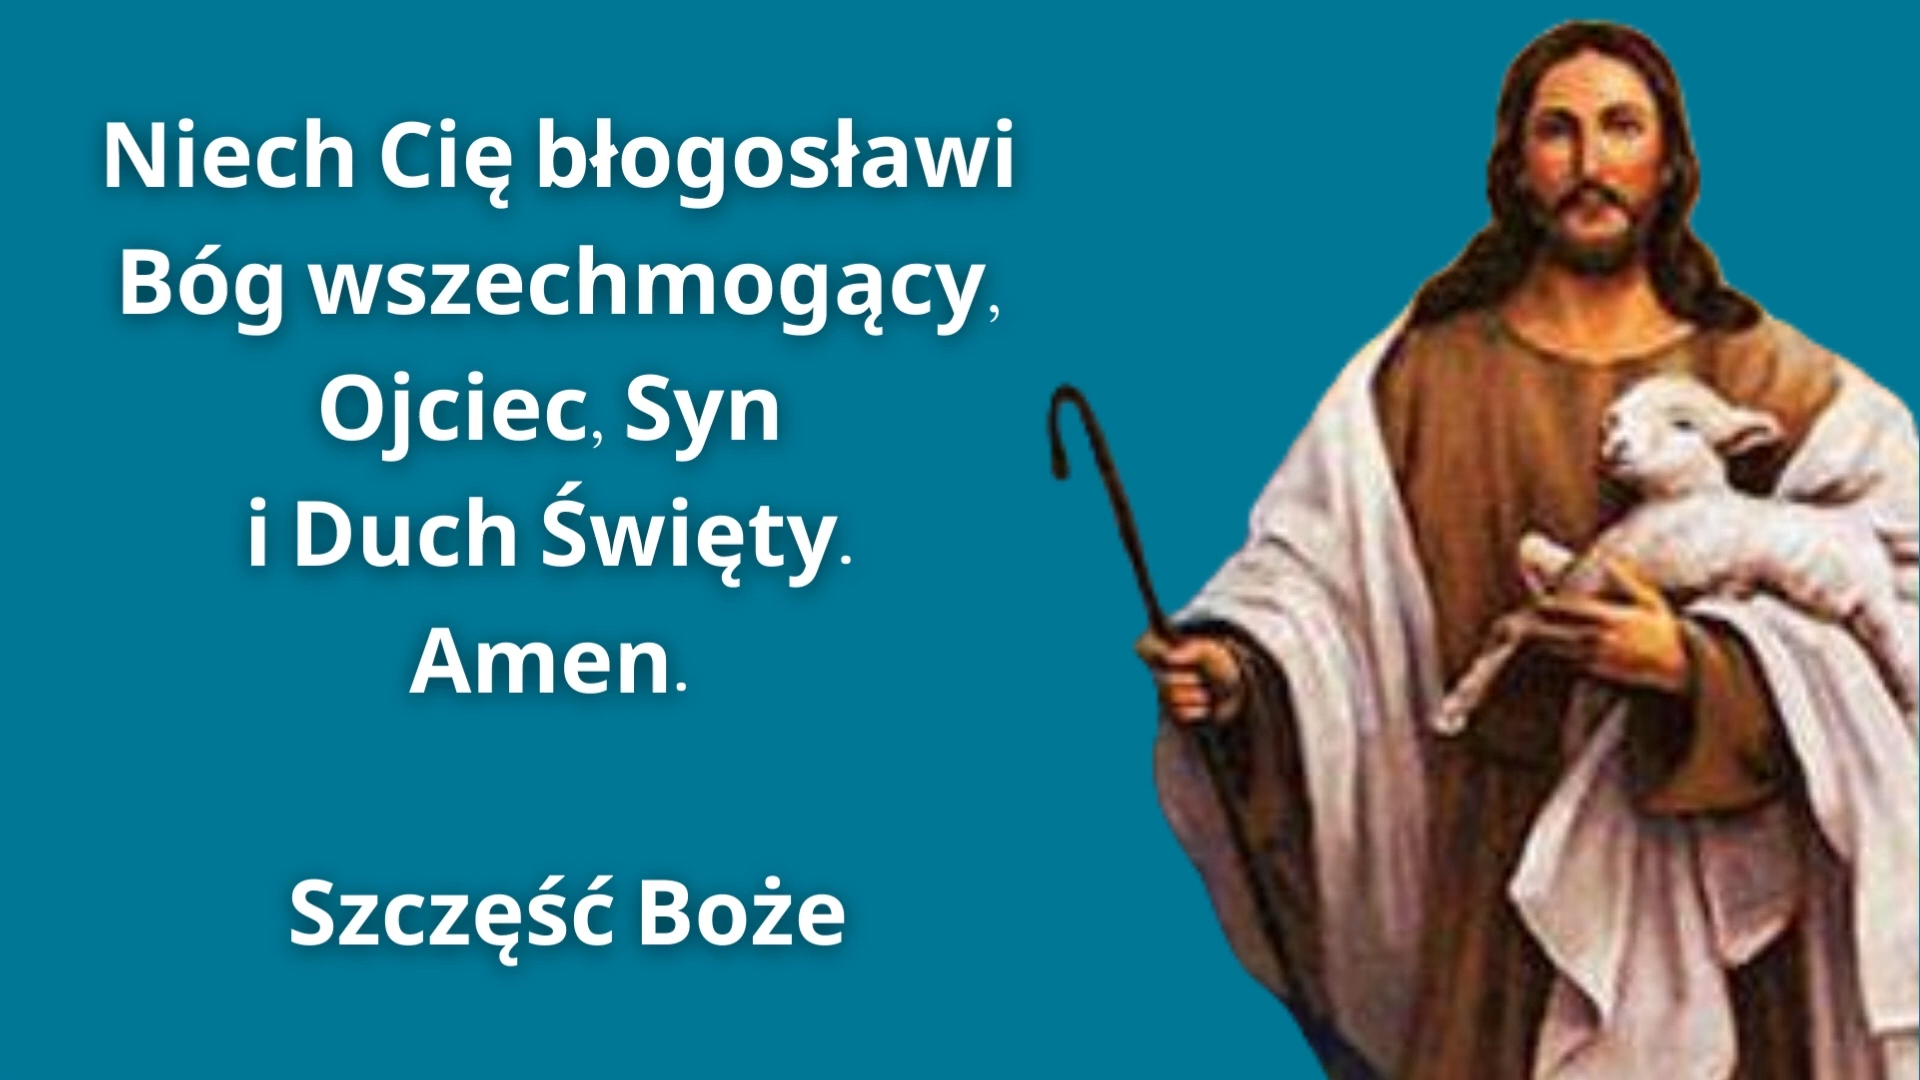 Niech Cię błogosławi
Bóg wszechmogący,
Ojciec, Syn
i Duch Święty.
Amen.
Szczęść Boże